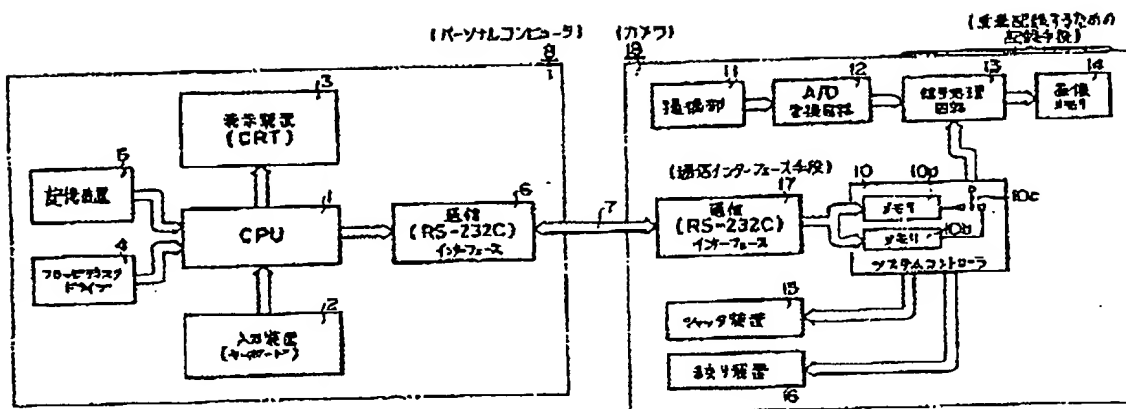 (パーソナルコンピュータ)
8
(カメラ)
18
記録手段)
3
表示装置
(CRT)
5
記憶装置
4
フロッピディスク
ドライブ
1
CPU
2
入力装置
(キーボード)
6
通信
(RS-232C)
インターフェース
7
11
撮像部
12
A/D
変換回路
13
信号処理
回路
14
画像
メモリ
(通信インターフェース手段)
17
通信
(RS-232C)
インターフェース
10
10a
メモリ
10b
メモリ
10c
システムコントローラ
15
シャッタ装置
絞り装置
16